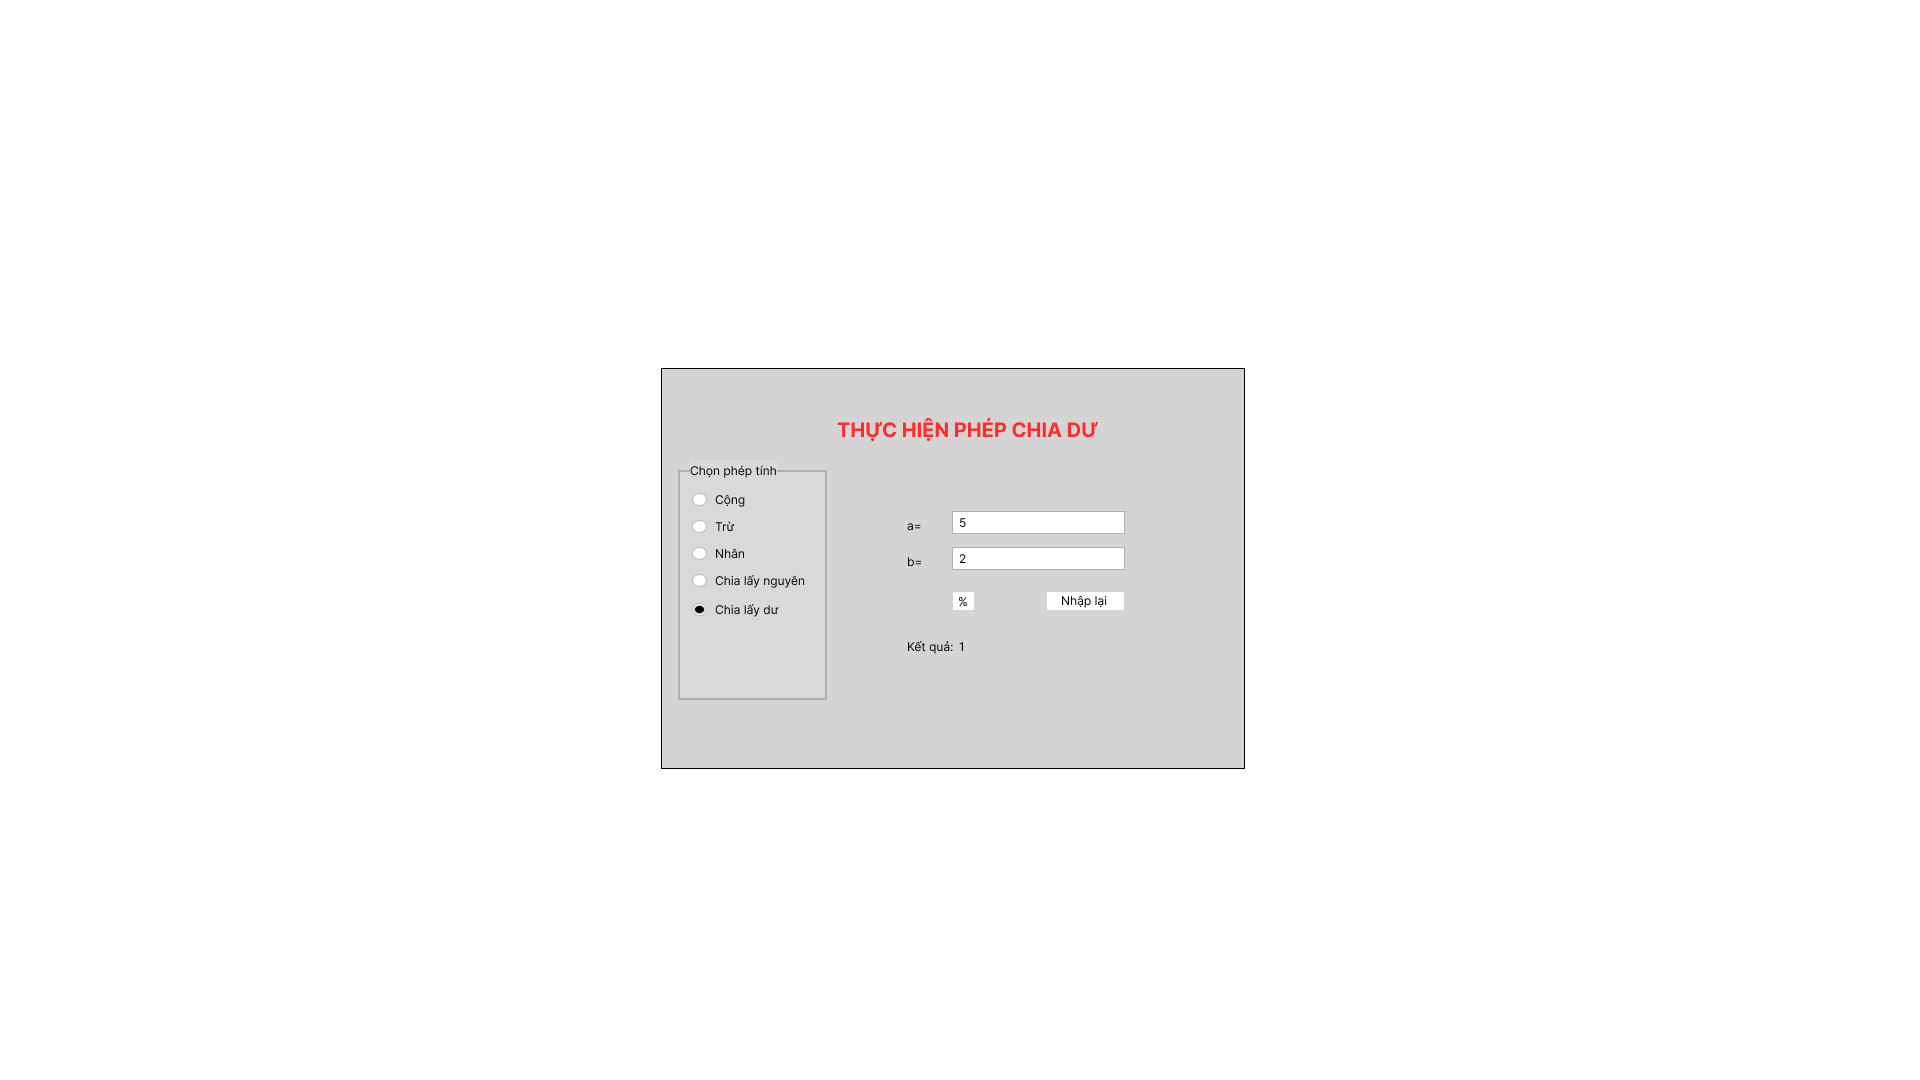 THỰC HIỆN PHÉP CHIA DƯ
Chọn phép tính
Cộng
Trừ
Nhân
Chia lấy nguyên
Chia lấy dư
a= 5
b= 2
% Nhập lại
Kết quả: 1